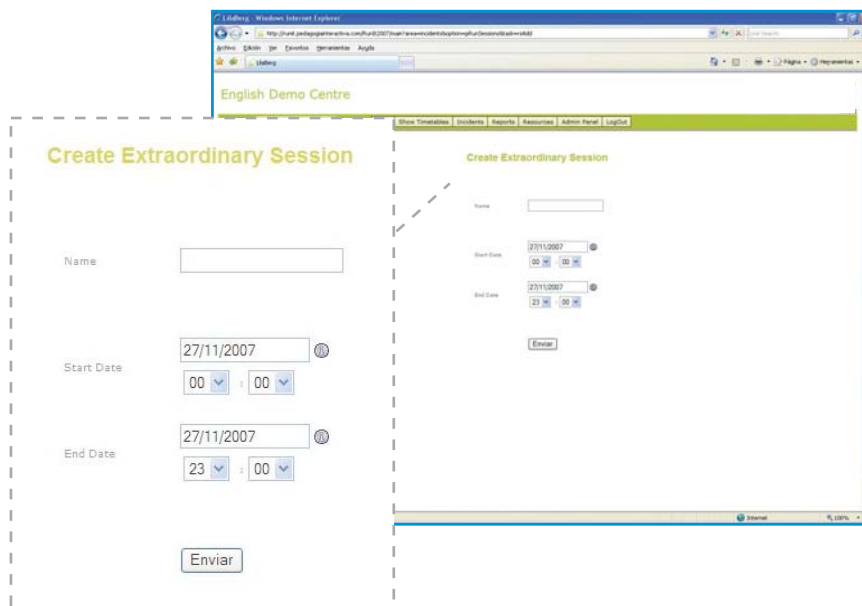 LdelBerg - Windows Internet Explorer
Archivo Edición Ver Favoritos Herramientas Ayuda
Página Herramientas
English Demo Centre
Show Timetables Incidents Reports Resources Admin Panel LogOut
Create Extraordinary Session
Name
Start Date
27/11/2007
00 : 00
End Date
27/11/2007
23 : 00
Enviar
Internet 100%
Create Extraordinary Session
Name
Start Date
27/11/2007
00 : 00
End Date
27/11/2007
23 : 00
Enviar